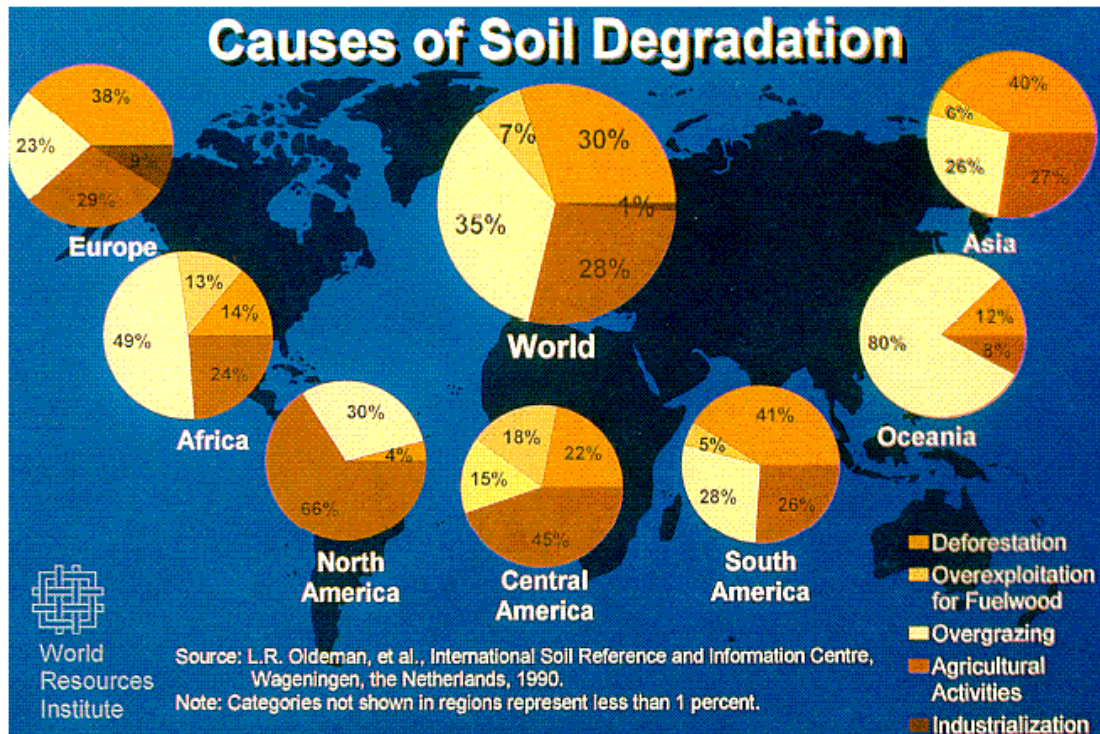 Causes of Soil Degradation
38%
23%
9%
29%
Europe
7%
30%
35%
1%
28%
World
40%
6%
26%
27%
Asia
13%
14%
49%
24%
Africa
12%
80%
8%
Oceania
30%
4%
66%
North
America
18%
22%
15%
45%
Central
America
41%
5%
28%
26%
South
America
Deforestation
Overexploitation
for Fuelwood
Overgrazing
Agricultural
Activities
Industrialization
World
Resources
Institute
Source: L.R. Oldeman, et al., International Soil Reference and Information Centre,
Wageningen, the Netherlands, 1990.
Note: Categories not shown in regions represent less than 1 percent.